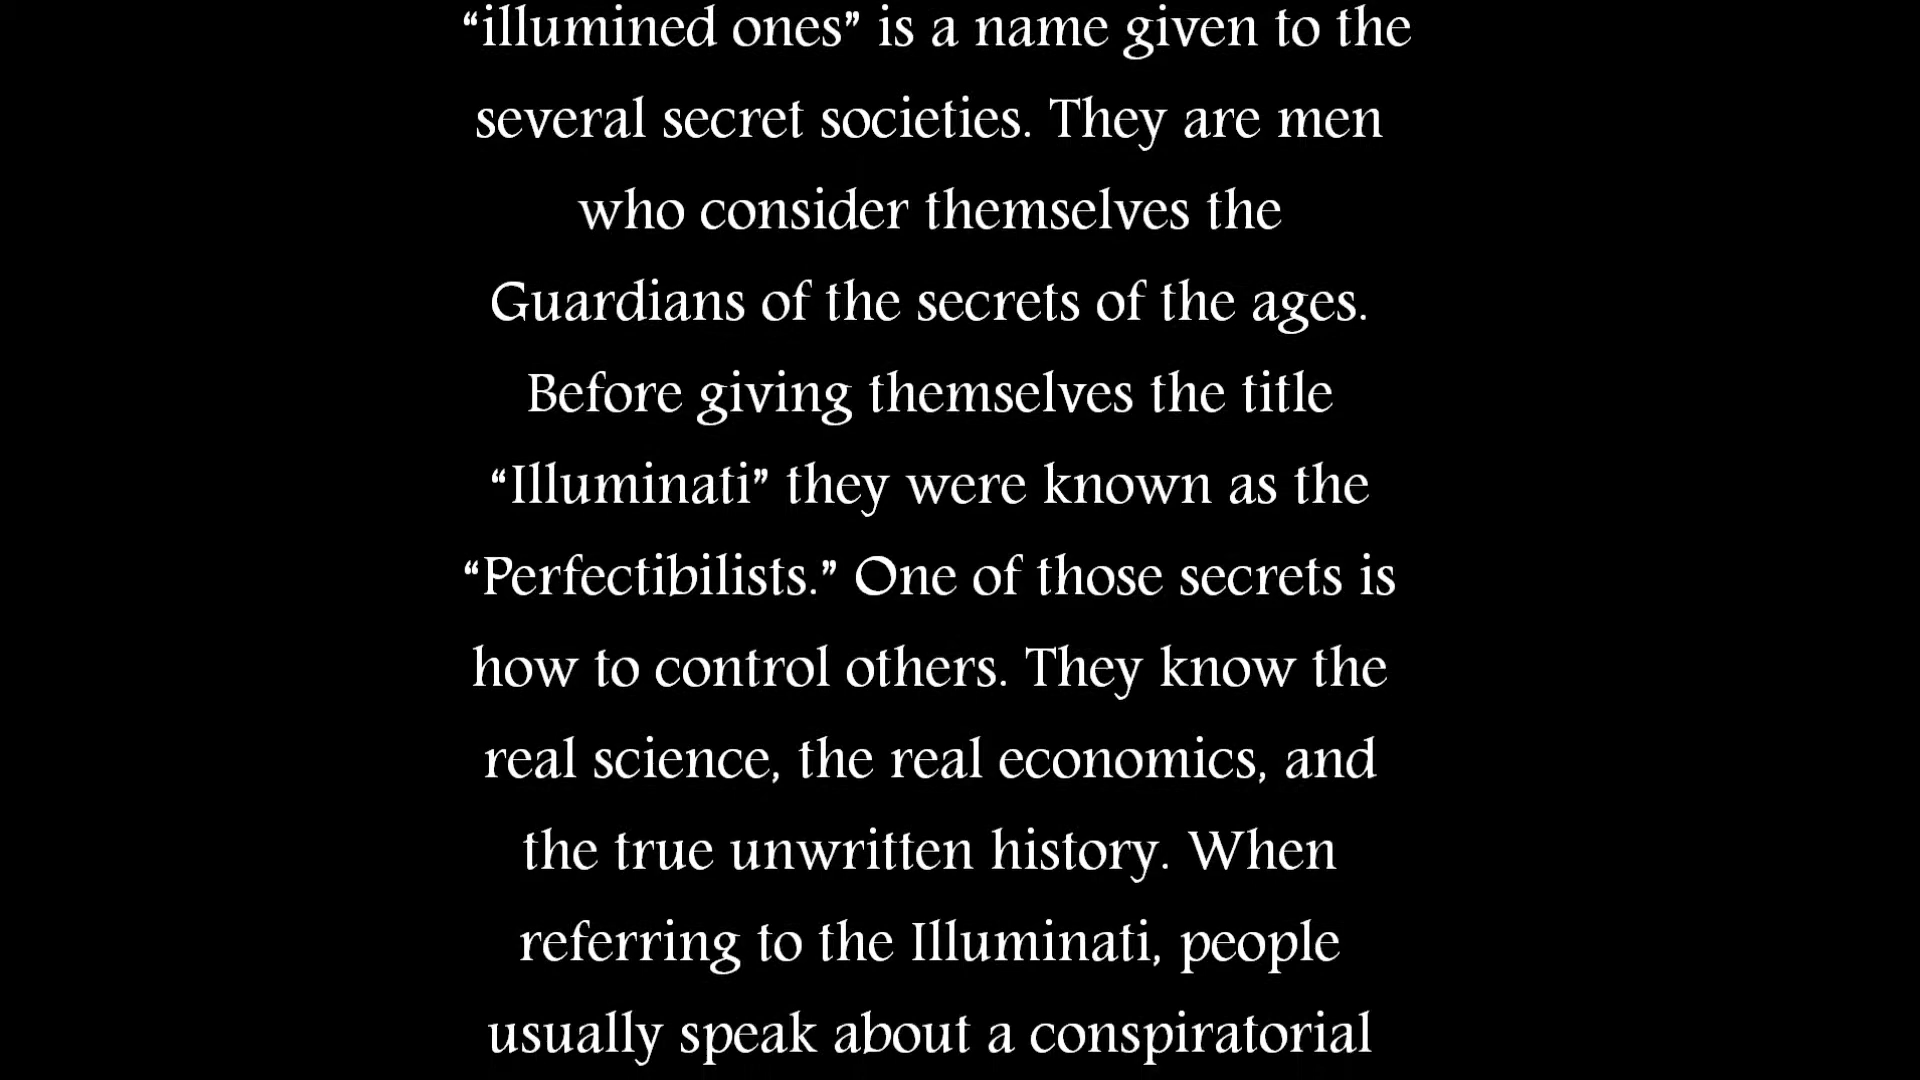 “illumined ones” is a name given to the
several secret societies. They are men
who consider themselves the
Guardians of the secrets of the ages.
Before giving themselves the title
“Illuminati” they were known as the
“Perfectibilists.” One of those secrets is
how to control others. They know the
real science, the real economics, and
the true unwritten history. When
referring to the Illuminati, people
usually speak about a conspiratorial